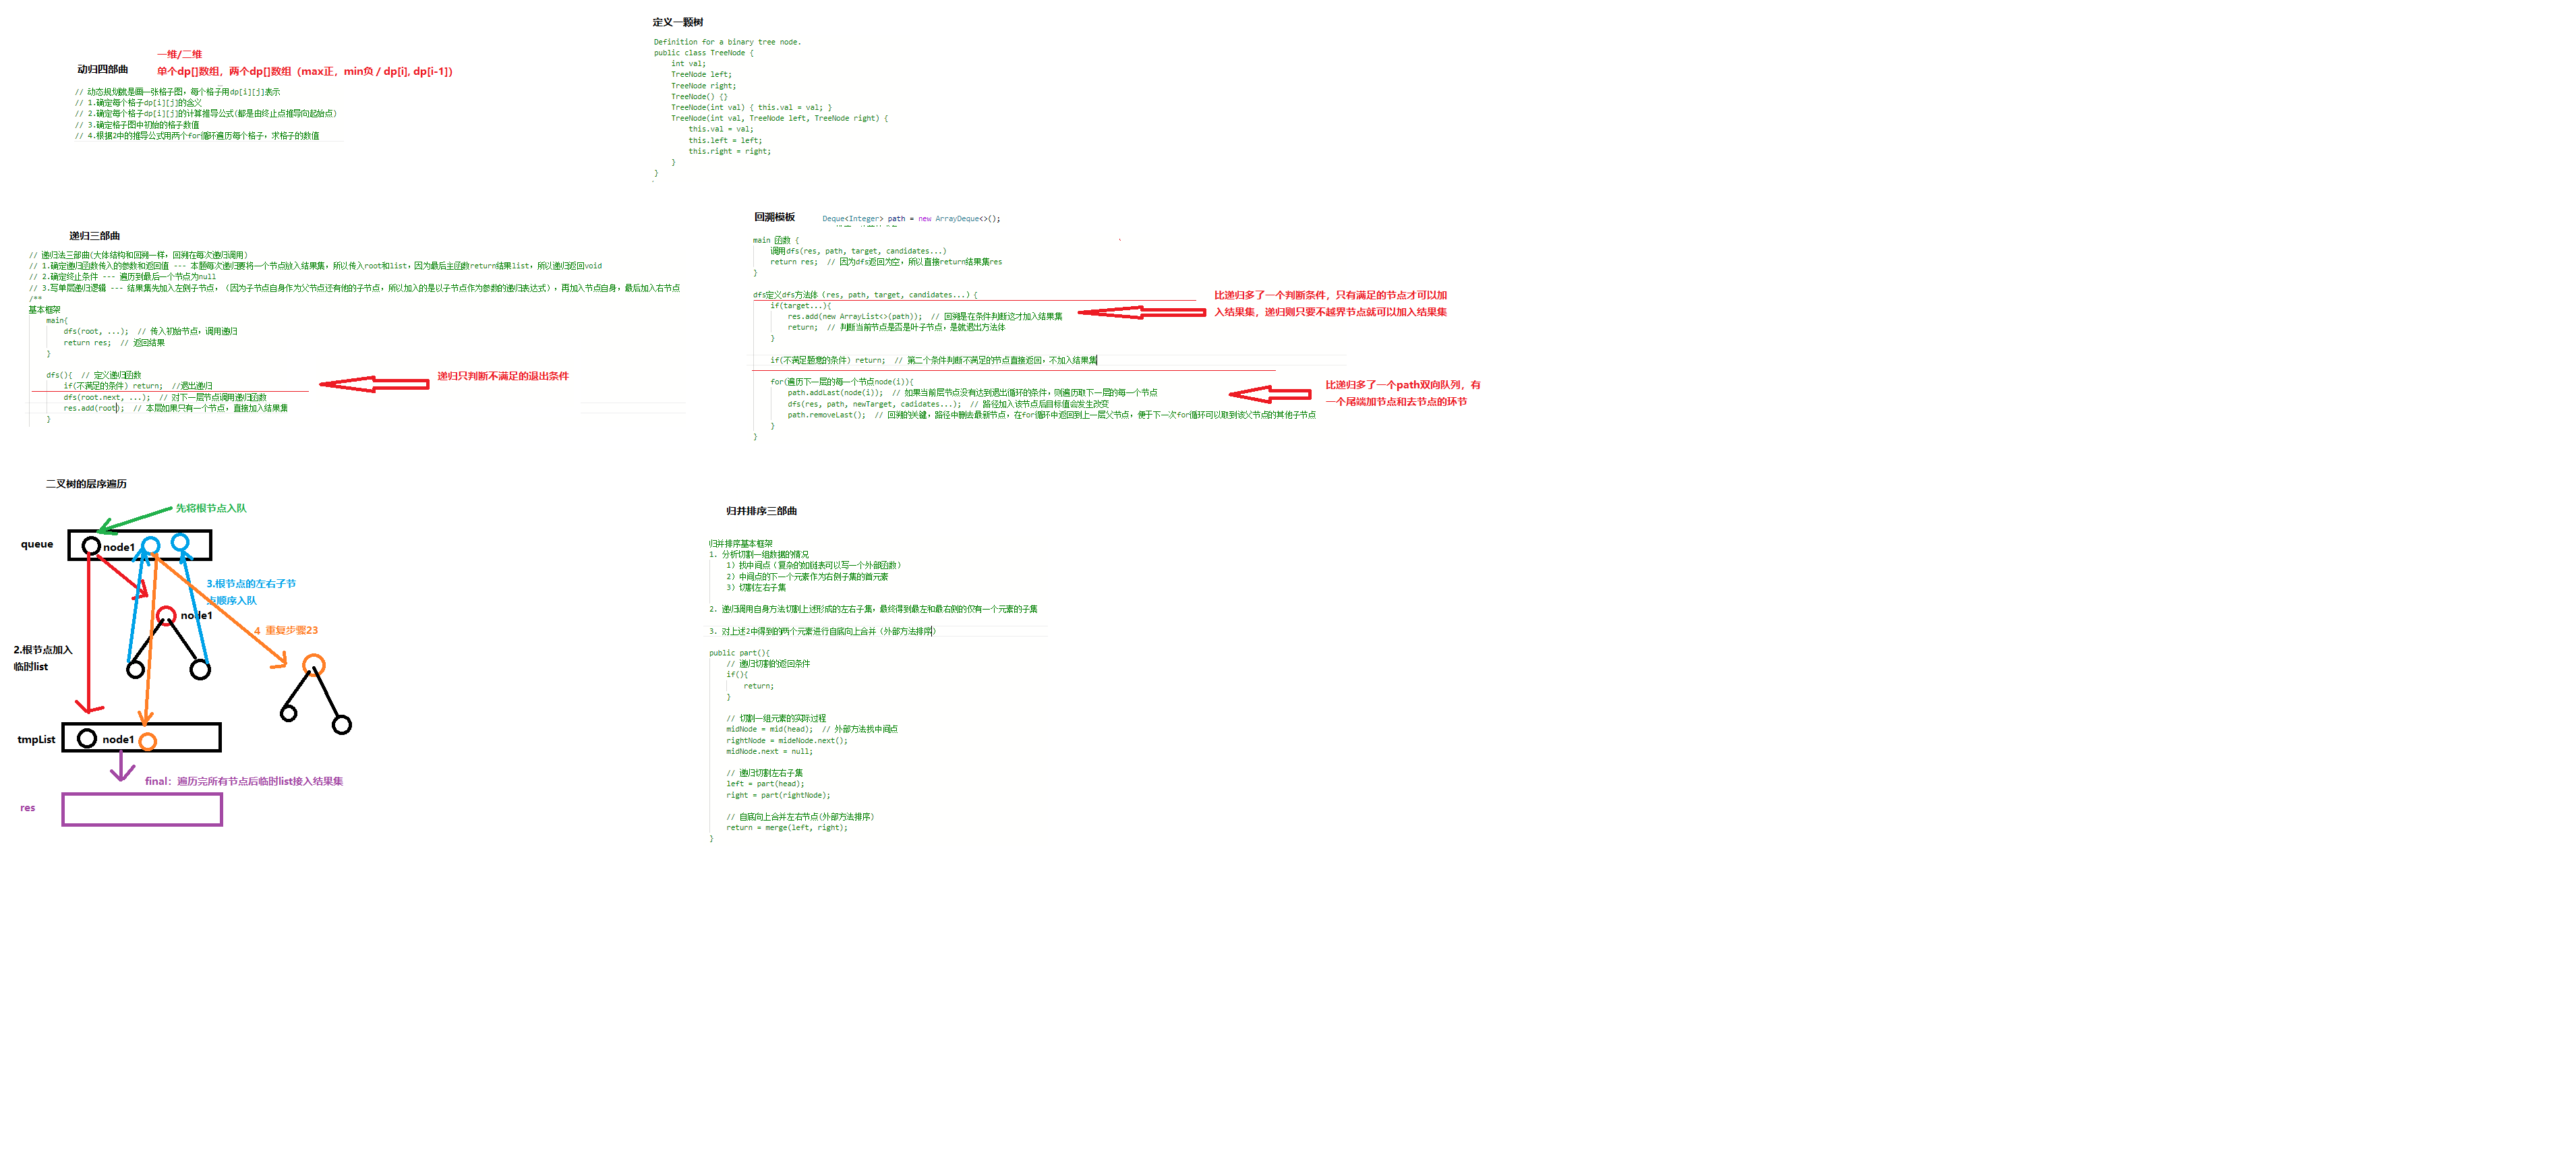 定义一颗树
Definition for a binary tree node.
public class TreeNode {
int val;
TreeNode left;
TreeNode right;
TreeNode() {}
TreeNode(int val) { this.val = val; }
TreeNode(int val, TreeNode left, TreeNode right) {
this.val = val;
this.left = left;
this.right = right;
}
}
一维/二维
动归四部曲
单个dp[]数组，两个dp[]数组（max正，min负 / dp[i], dp[i-1]）
// 动态规划就是画一张格子图，每个格子用dp[i][j]表示
// 1.确定每个格子dp[i][j]的含义
// 2.确定每个格子dp[i][j]的计算推导公式(都是由终止点推导向起始点)
// 3.确定格子图中初始的格子数值
// 4.根据2中的推导公式用两个for循环遍历每个格子，求格子的数值
递归三部曲
// 递归法三部曲(大体结构和回溯一样，回溯在每次递归调用)
// 1.确定递归函数传入的参数和返回值 --- 本题每次递归要将一个节点放入结果集，所以传入root和list，因为最后主函数return结果list，所以递归返回void
// 2.确定终止条件 --- 遍历到最后一个节点为null
// 3.写单层递归逻辑 --- 结果集先加入左侧子节点，（因为子节点自身作为父节点还有他的子节点，所以加入的是以子节点作为参数的递归表达式），再加入节点自身，最后加入右节点
/**
基本框架
main{
dfs(root, ...); // 传入初始节点，调用递归
return res; // 返回结果
}
dfs(){ // 定义递归函数
if(不满足的条件) return; //退出递归
dfs(root.next, ...); // 对下一层节点调用递归函数
res.add(root); // 本层如果只有一个节点，直接加入结果集
}
递归只判断不满足的退出条件
回溯模板
Deque<Integer> path = new ArrayDeque<>();
main 函数 {
调用dfs(res, path, target, candidates...)
return res; // 因为dfs返回为空，所以直接return结果集res
}
dfs定义dfs方法体（res, path, target, candidates...）{
if(target...){
res.add(new ArrayList<>(path)); // 回溯是在条件判断这才加入结果集
return; // 判断当前节点是否是叶子节点，是就退出方法体
}
if(不满足题意的条件) return; // 第二个条件判断不满足的节点直接返回，不加入结果集
for(遍历下一层的每一个节点node(i)){
path.addLast(node(i)); // 如果当前层节点没有达到退出循环的条件，则遍历取下一层的每一个节点
dfs(res, path, newTarget, cadidates...); // 路径加入该节点后目标值会发生改变
path.removeLast(); // 回溯的关键，路径中删去最新节点，在for循环中返回到上一层父节点，便于下一次for循环可以取到该父节点的其他子节点
}
}
比递归多了一个判断条件，只有满足的节点才可以加
入结果集，递归则只要不越界节点就可以加入结果集
比递归多了一个path双向队列，有
一个尾端加节点和去节点的环节
二叉树的层序遍历
先将根节点入队
queue
node1
3.根节点的左右子节
点顺序入队
node1
4 重复步骤23
2.根节点加入
临时list
tmpList
node1
final：遍历完所有节点后临时list接入结果集
res
归并排序三部曲
归并排序基本框架
1. 分析切割一组数据的情况
1）找中间点（复杂的如链表可以写一个外部函数）
2）中间点的下一个元素作为右侧子集的首元素
3）切割左右子集
2. 递归调用自身方法切割上述形成的左右子集，最终得到最左和最右侧的仅有一个元素的子集
3. 对上述2中得到的两个元素进行自底向上合并（外部方法排序）
public part(){
// 递归切割的返回条件
if(){
return;
}
// 切割一组元素的实际过程
midNode = mid(head); // 外部方法找中间点
rightNode = mideNode.next();
midNode.next = null;
// 递归切割左右子集
left = part(head);
right = part(rightNode);
// 自底向上合并左右节点(外部方法排序)
return = merge(left, right);
}